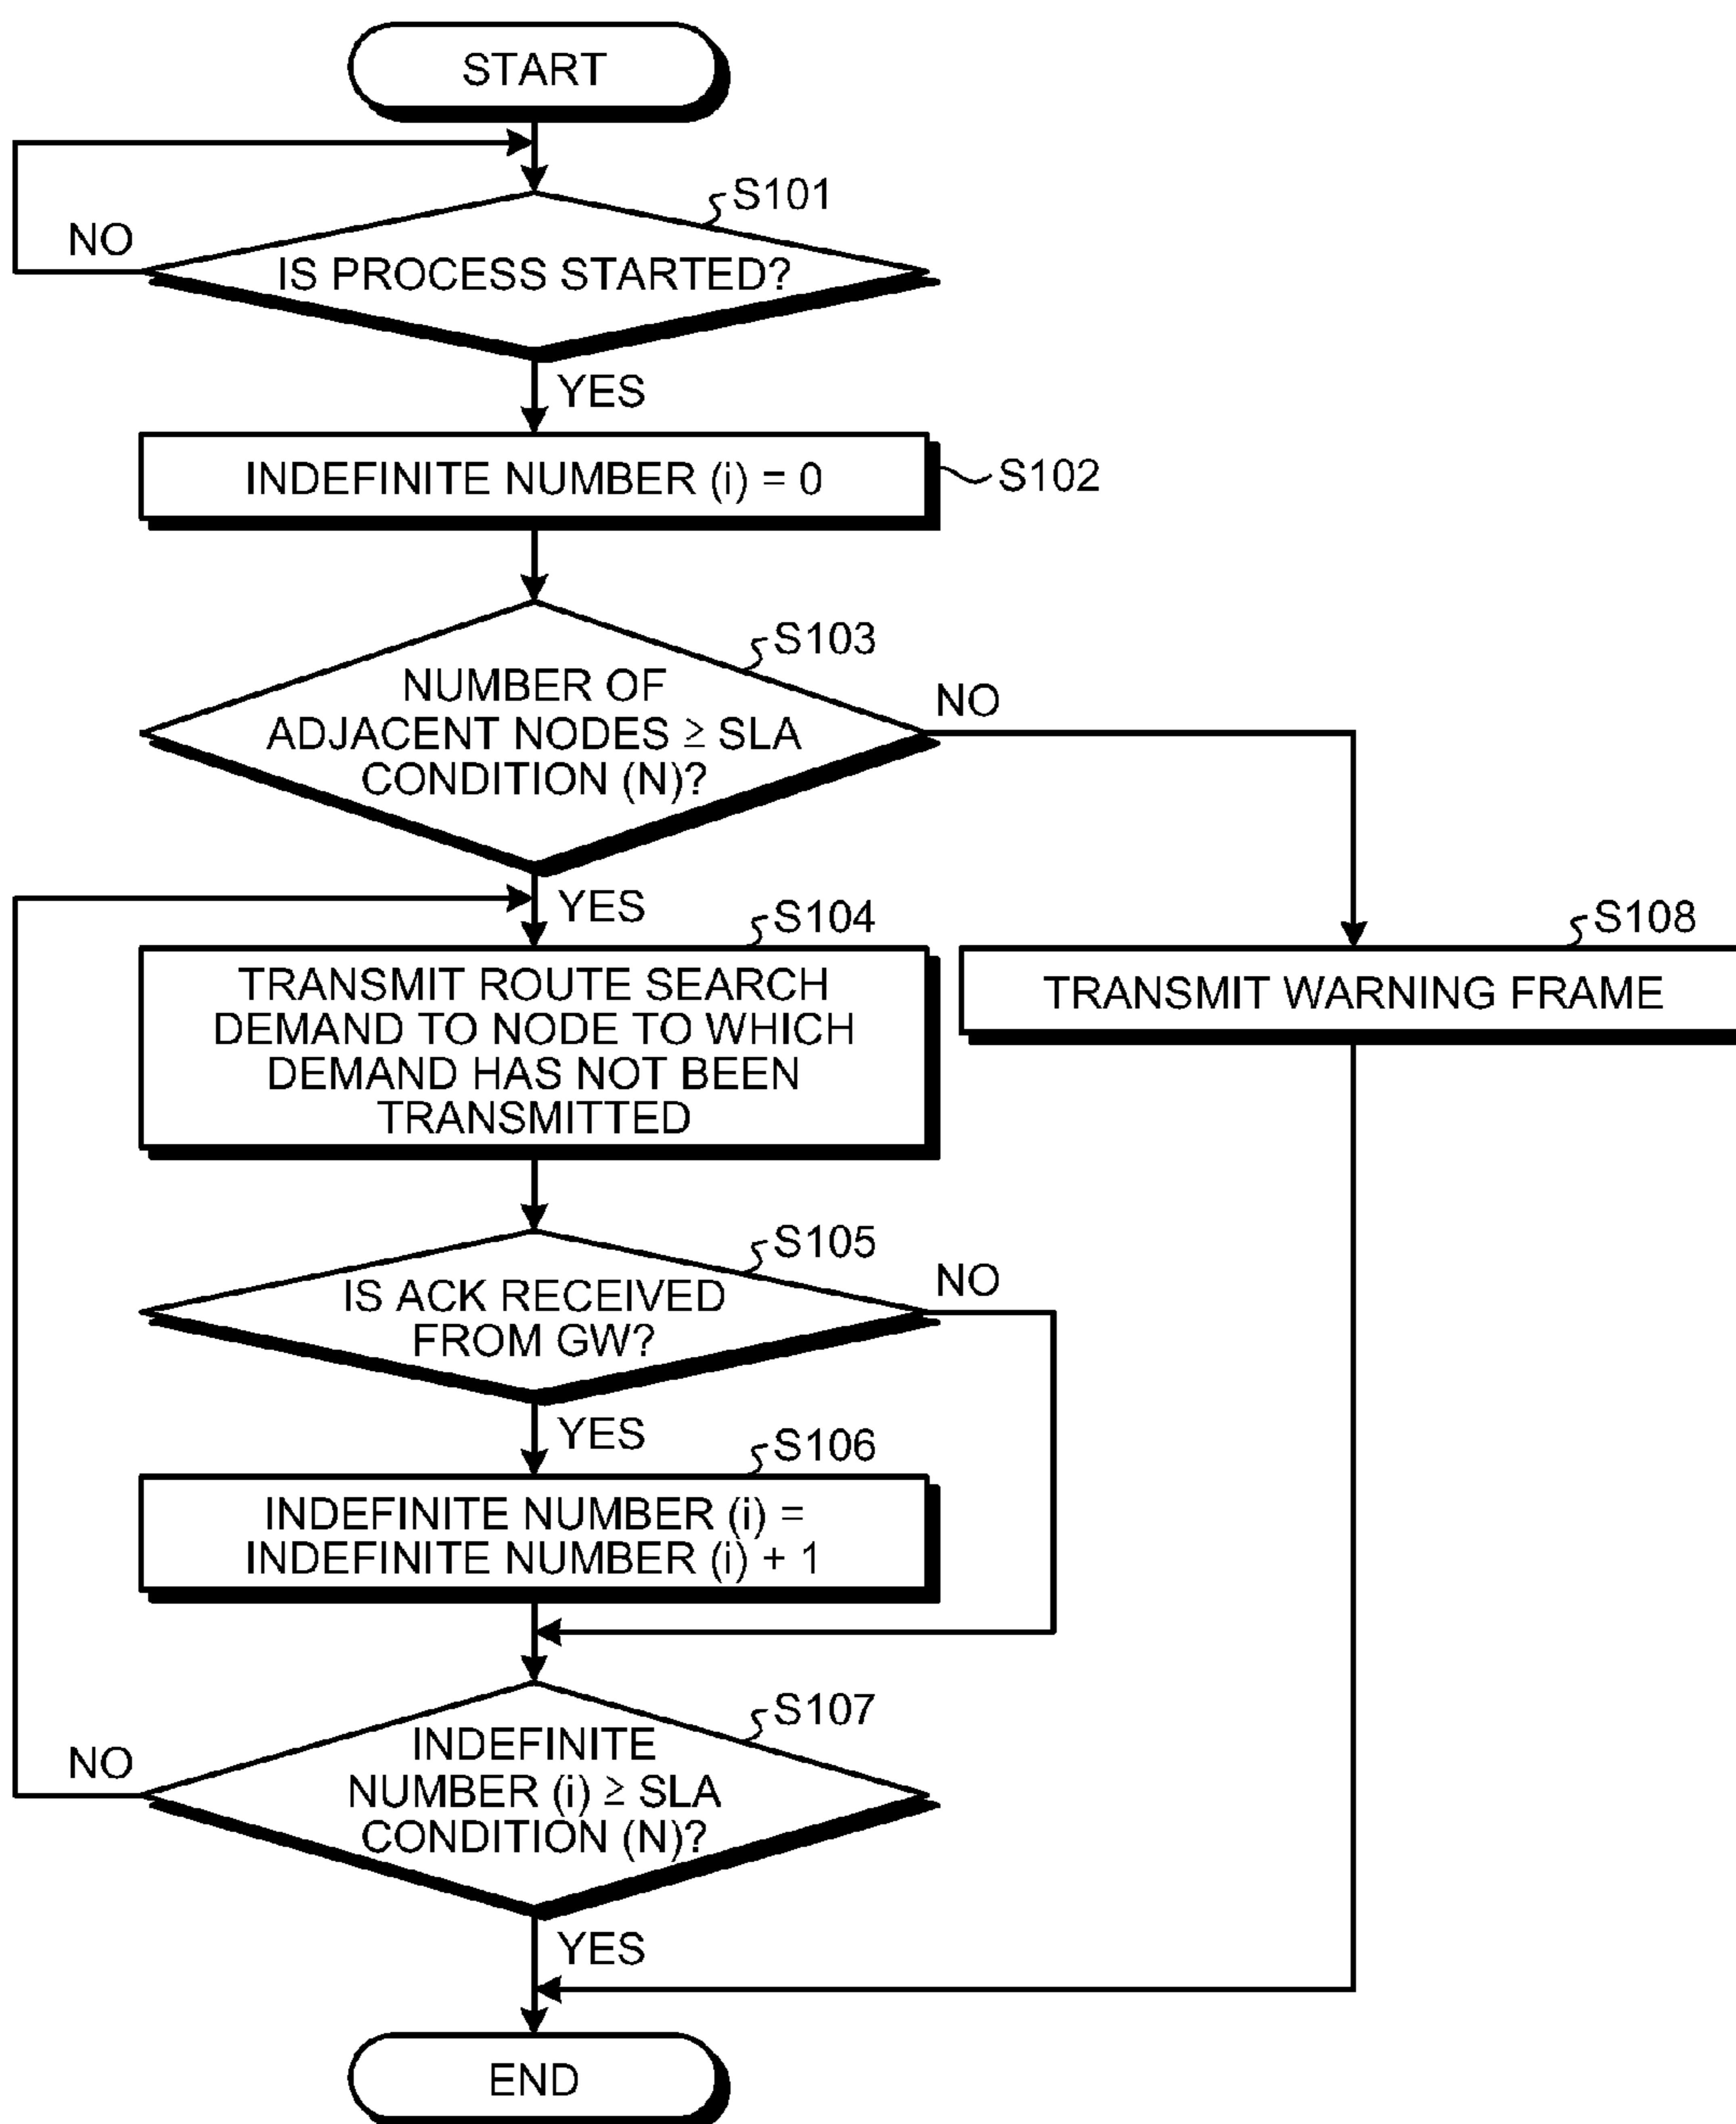 START
S101
NO
IS PROCESS STARTED?
YES
INDEFINITE NUMBER (i) = 0
S102
S103
NUMBER OF
ADJACENT NODES ≥ SLA
CONDITION (N)?
NO
YES
S104
TRANSMIT ROUTE SEARCH
DEMAND TO NODE TO WHICH
DEMAND HAS NOT BEEN
TRANSMITTED
S108
TRANSMIT WARNING FRAME
S105
IS ACK RECEIVED
FROM GW?
NO
YES
S106
INDEFINITE NUMBER (i) =
INDEFINITE NUMBER (i) + 1
S107
INDEFINITE
NUMBER (i) ≥ SLA
CONDITION (N)?
NO
YES
END